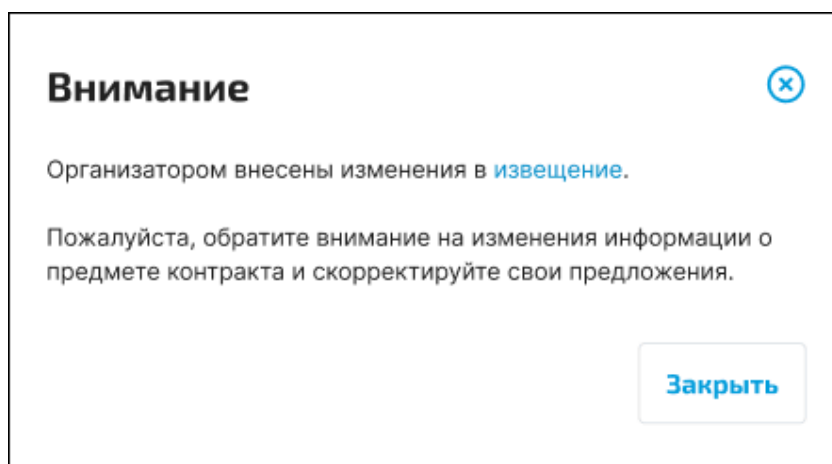 Внимание
Организатором внесены изменения в извещение.
Пожалуйста, обратите внимание на изменения информации о
предмете контракта и скорректируйте свои предложения.
Закрыть